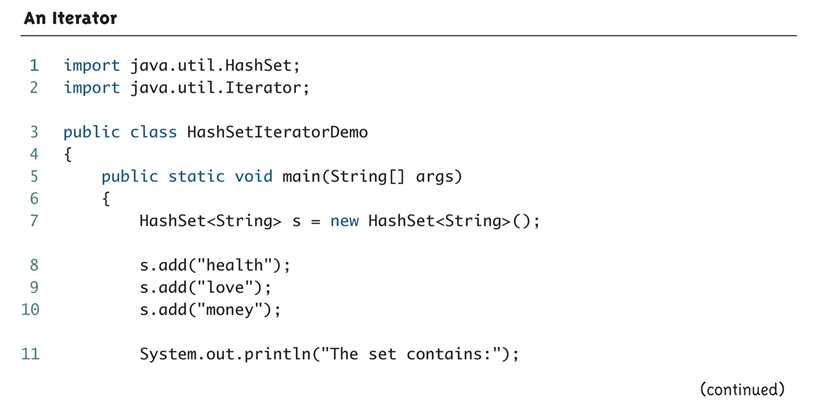 An Iterator
1 import java.util.HashSet;
2 import java.util.Iterator;
3 public class HashSetIteratorDemo
4 {
5     public static void main(String[] args)
6     {
7         HashSet<String> s = new HashSet<String>();
8         s.add("health");
9         s.add("love");
10         s.add("money");
11         System.out.println("The set contains:");
(continued)